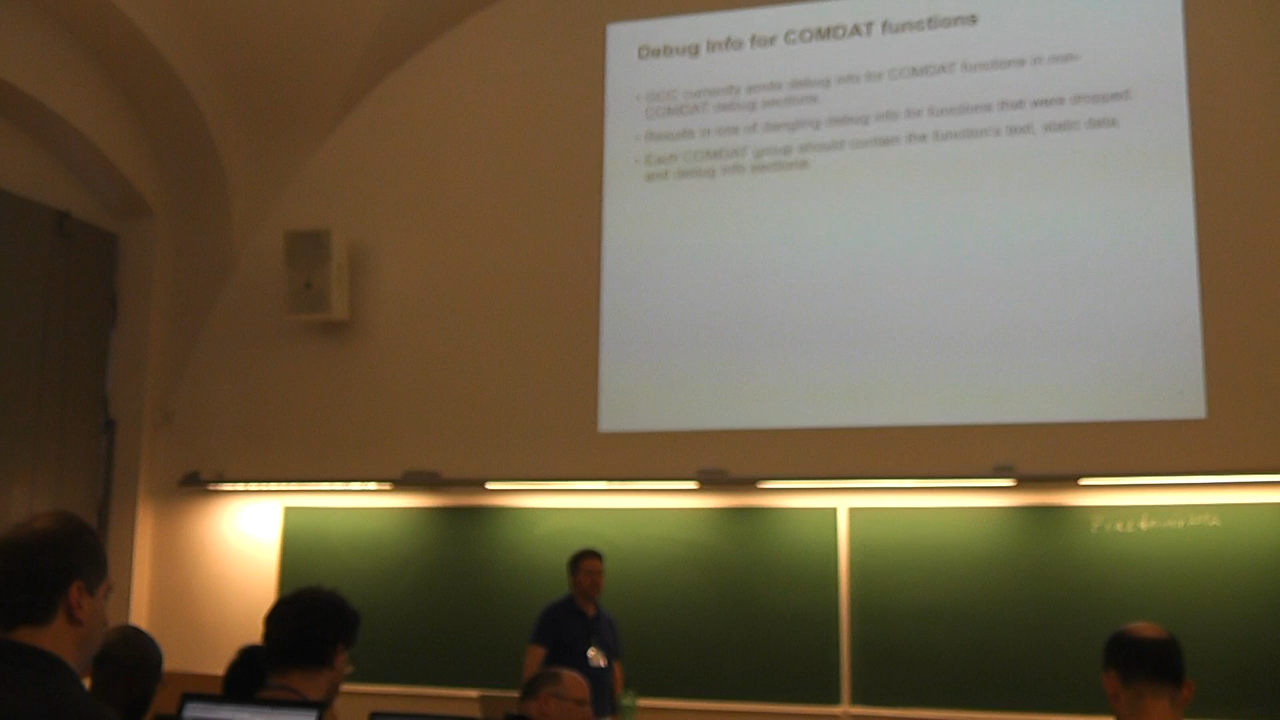 Debug Info for COMDAT functions
• GCC currently emits debug info for COMDAT functions in non-
COMDAT debug sections.
• Results in lots of dangling debug info for functions that were dropped.
• Each COMDAT group should contain the function's text, static data,
and debug info sections.